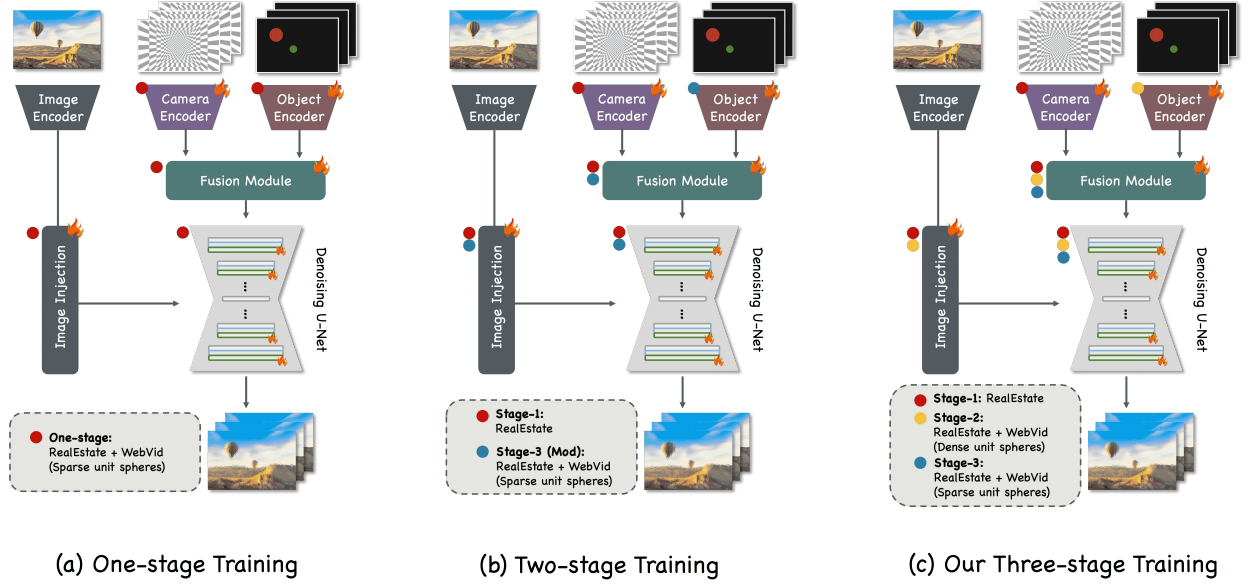 Image
Encoder
Camera
Encoder
Object
Encoder
Fusion Module
Image Injection
Denoising U-Net
One-stage:
RealEstate + WebVid
(Sparse unit spheres)
(a) One-stage Training
Image
Encoder
Camera
Encoder
Object
Encoder
Fusion Module
Image Injection
Denoising U-Net
Stage-1:
RealEstate
Stage-3 (Mod):
RealEstate + WebVid
(Sparse unit spheres)
(b) Two-stage Training
Image
Encoder
Camera
Encoder
Object
Encoder
Fusion Module
Image Injection
Denoising U-Net
Stage-1: RealEstate
Stage-2:
RealEstate + WebVid
(Dense unit spheres)
Stage-3:
RealEstate + WebVid
(Sparse unit spheres)
(c) Our Three-stage Training